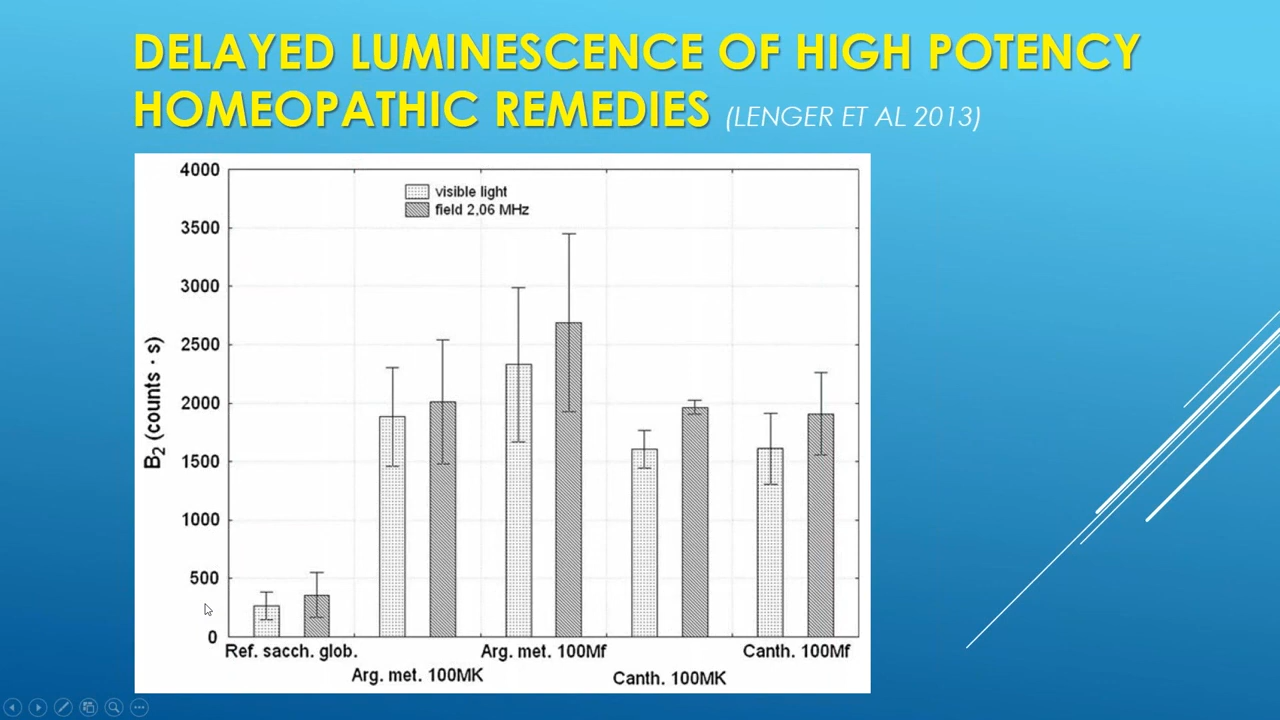 DELAYED LUMINESCENCE OF HIGH POTENCY
HOMEOPATHIC REMEDIES (LENGER ET AL 2013)
4000
3500
3000
2500
2000
1500
1000
500
0
B2 (counts · s)
visible light
field 2,06 MHz
Ref. sacch. glob.
Arg. met. 100MK
Arg. met. 100Mf
Canth. 100MK
Canth. 100Mf